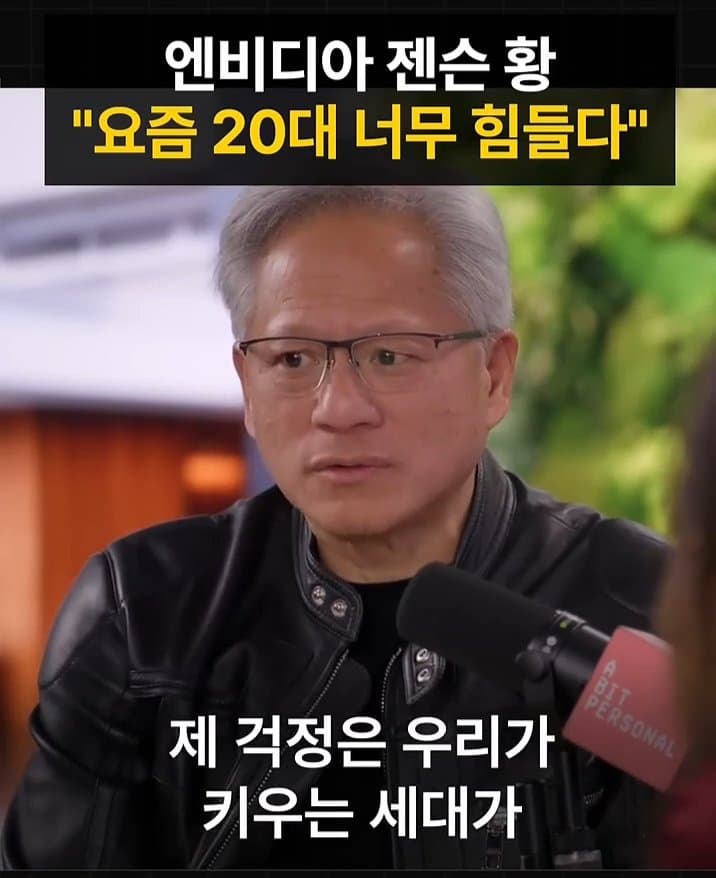 엔비디아 젠슨 황
"요즘 20대 너무 힘들다"
A
BIT
PERSONAL
제 걱정은 우리가
키우는 세대가